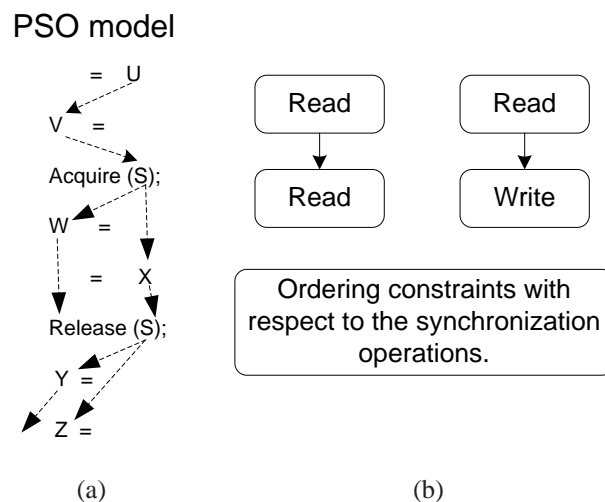 PSO model
= U
V =
Acquire (S);
W =
= X
Release (S);
Y =
Z =
(a)
Read
Read
Read
Write
Ordering constraints with
respect to the synchronization
operations.
(b)